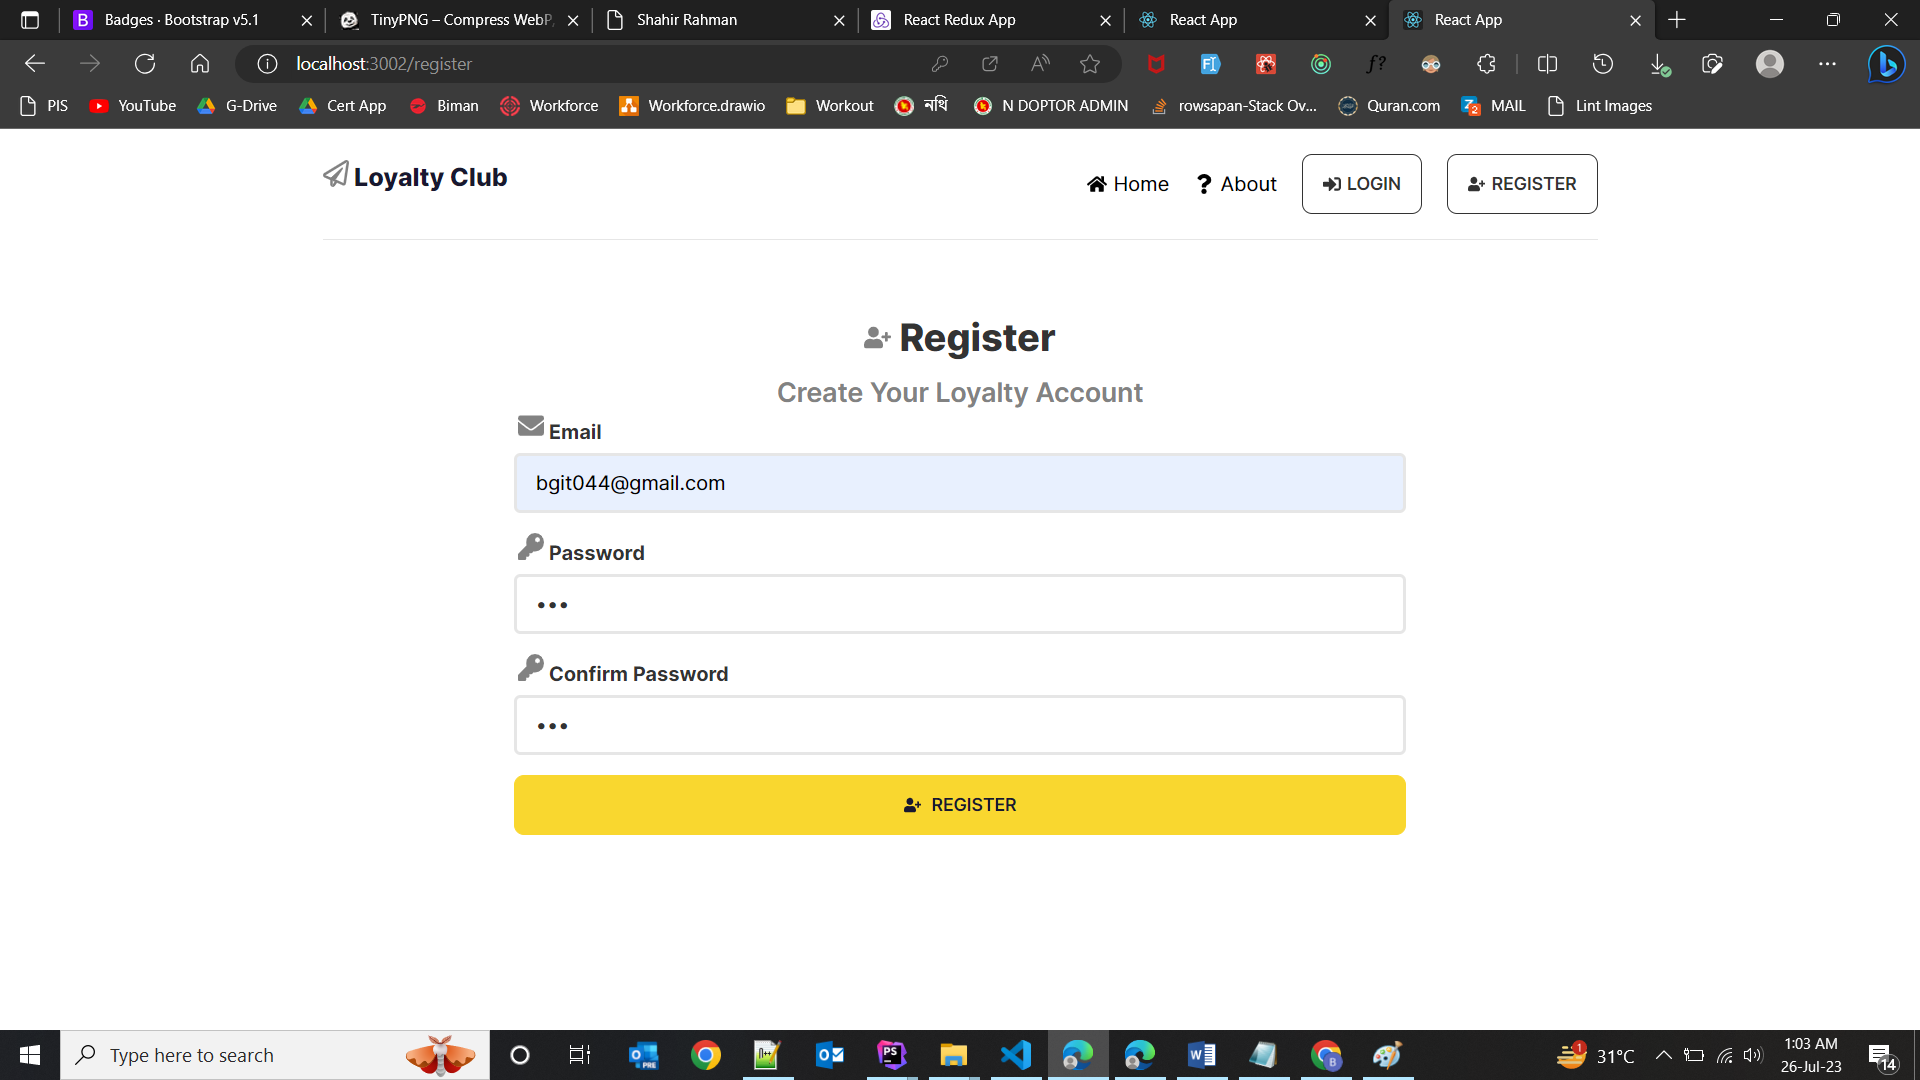 Badges · Bootstrap v5.1
TinyPNG – Compress WebP
Shahir Rahman
React Redux App
React App
React App
localhost:3002/register
PIS
YouTube
G-Drive
Cert App
Biman
Workforce
Workforce.drawio
Workout
নথি
N DOPTOR ADMIN
rowsapan-Stack Ov...
Quran.com
MAIL
Lint Images
Loyalty Club
Home
About
LOGIN
REGISTER
Register
Create Your Loyalty Account
Email
bgit044@gmail.com
Password
•••
Confirm Password
•••
REGISTER
Type here to search
1
31°C
1:03 AM
26-Jul-23
14